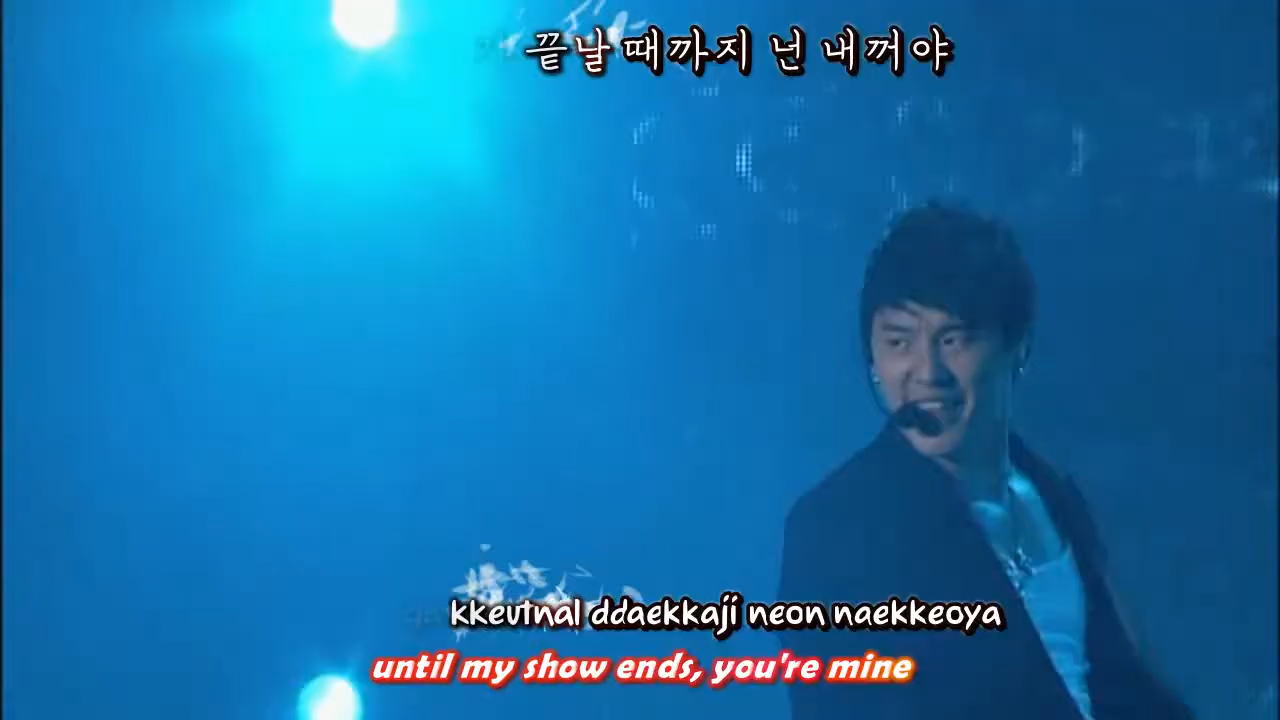 끝날 때까지 넌 내꺼야
kkeutnal ddaekkaji neon naekkeoya
until my show ends, you're mine